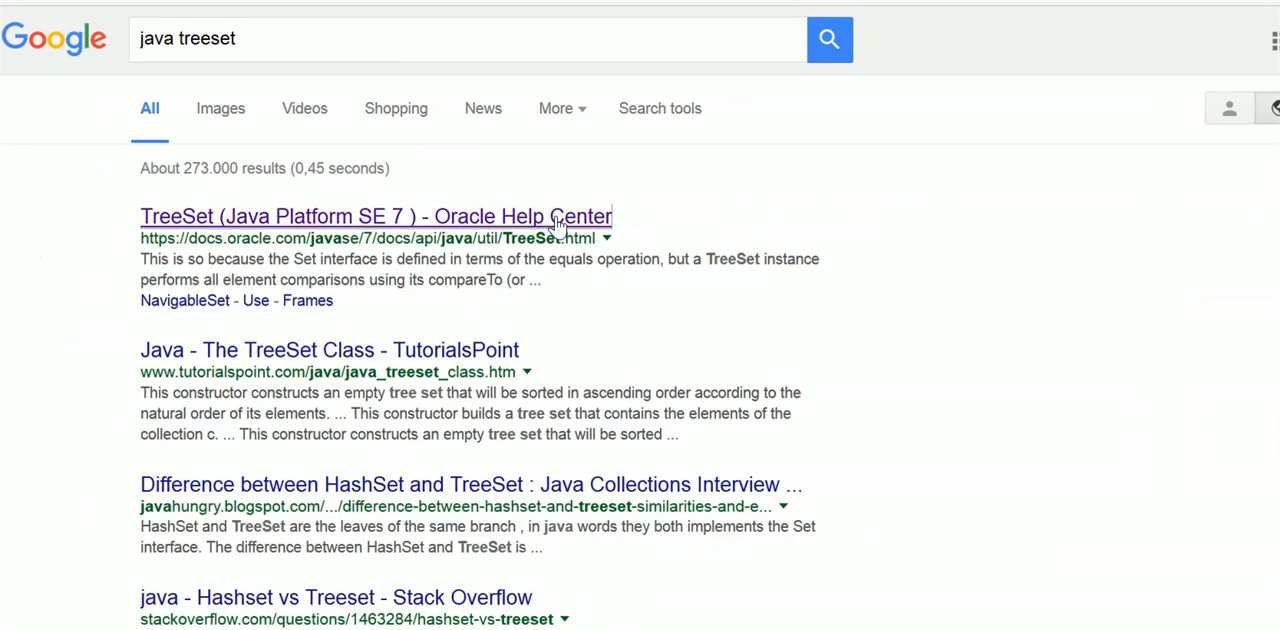 Google
java treeset
All Images Videos Shopping News More Search tools
About 273.000 results (0,45 seconds)
TreeSet (Java Platform SE 7 ) - Oracle Help Center
https://docs.oracle.com/javase/7/docs/api/java/util/TreeSet.html
This is so because the Set interface is defined in terms of the equals operation, but a TreeSet instance
performs all element comparisons using its compareTo (or ...
NavigableSet - Use - Frames
Java - The TreeSet Class - TutorialsPoint
www.tutorialspoint.com/java/java_treeset_class.htm
This constructor constructs an empty tree set that will be sorted in ascending order according to the
natural order of its elements. ... This constructor builds a tree set that contains the elements of the
collection c. ... This constructor constructs an empty tree set that will be sorted ...
Difference between HashSet and TreeSet : Java Collections Interview ...
javahungry.blogspot.com/.../difference-between-hashset-and-treeset-similarities-and-e...
HashSet and TreeSet are the leaves of the same branch , in java words they both implements the Set
interface. The difference between HashSet and TreeSet is ...
java - Hashset vs Treeset - Stack Overflow
stackoverflow.com/questions/1463284/hashset-vs-treeset